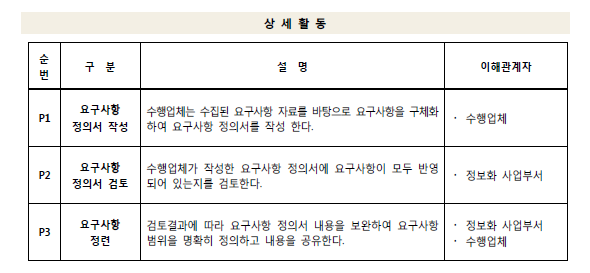 상 세 활 동
순
번
구 분
설 명
이해관계자
P1
요구사항
정의서 작성
수행업체는 수집된 요구사항 자료를 바탕으로 요구사항을 구체화
하여 요구사항 정의서를 작성 한다.
· 수행업체
P2
요구사항
정의서 검토
수행업체가 작성한 요구사항 정의서에 요구사항이 모두 반영
되어 있는지를 검토한다.
· 정보화 사업부서
P3
요구사항
정련
검토결과에 따라 요구사항 정의서 내용을 보완하여 요구사항
범위를 명확히 정의하고 내용을 공유한다.
· 정보화 사업부서
· 수행업체